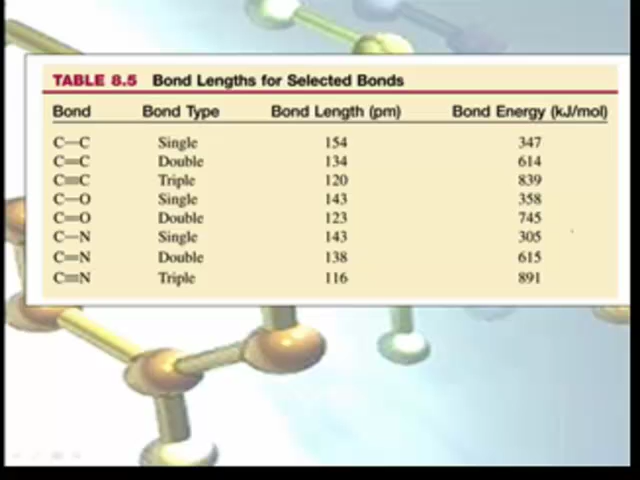 TABLE 8.5 Bond Lengths for Selected Bonds
Bond Bond Type Bond Length (pm) Bond Energy (kJ/mol)
C—C Single 154 347
C=C Double 134 614
C≡C Triple 120 839
C—O Single 143 358
C=O Double 123 745
C—N Single 143 305
C=N Double 138 615
C≡N Triple 116 891